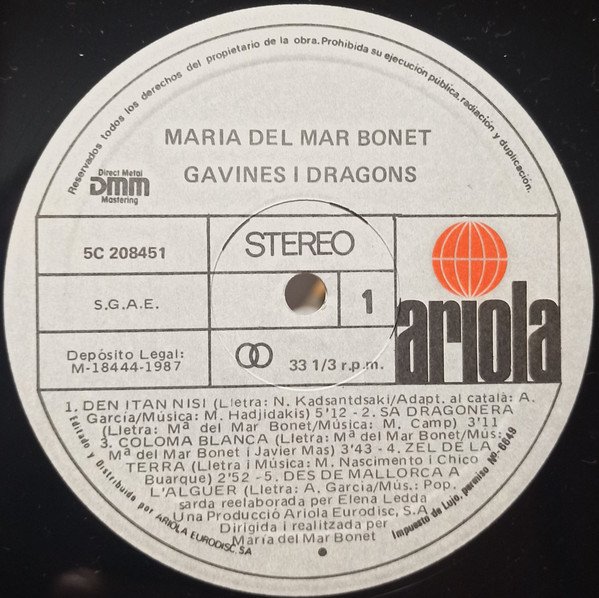 Reservados todos los derechos del propietario de la obra. Prohibida su ejecución pública, radiación y duplicación.
MARIA DEL MAR BONET
GAVINES I DRAGONS
Direct Metal
DMM
Mastering
5C 208451
STEREO
S.G.A.E.
1
ariola
Depósito Legal:
M-18444-1987
33 1/3 r.p.m.
1. DEN ITAN NISI (Lletra: N. Kadsantdsaki/Adapt. al català: A.
García/Música: M. Hadjidakis) 5'12 - 2. SA DRAGONERA
(Lletra: Mª del Mar Bonet/Música: M. Camp) 3'11
3. COLOMA BLANCA (Lletra: Mª del Mar Bonet/Mús:
Mª del Mar Bonet i Javier Mas) 3'43 - 4. ZEL DE LA
TERRA (Lletra i Música: M. Nascimento i Chico
Buarque) 2'52 - 5. DES DE MALLORCA A
L'ALGUER (Lletra: A. García/Mús.: Pop.
sarda reelaborada per Elena Ledda
Una Producció Ariola Eurodisc, S.A
Dirigida i realitzada per
Maria del Mar Bonet
Editado y Distribuido por ARIOLA EURODISC, SA
Impuesto de Lujo, permiso No. 6649